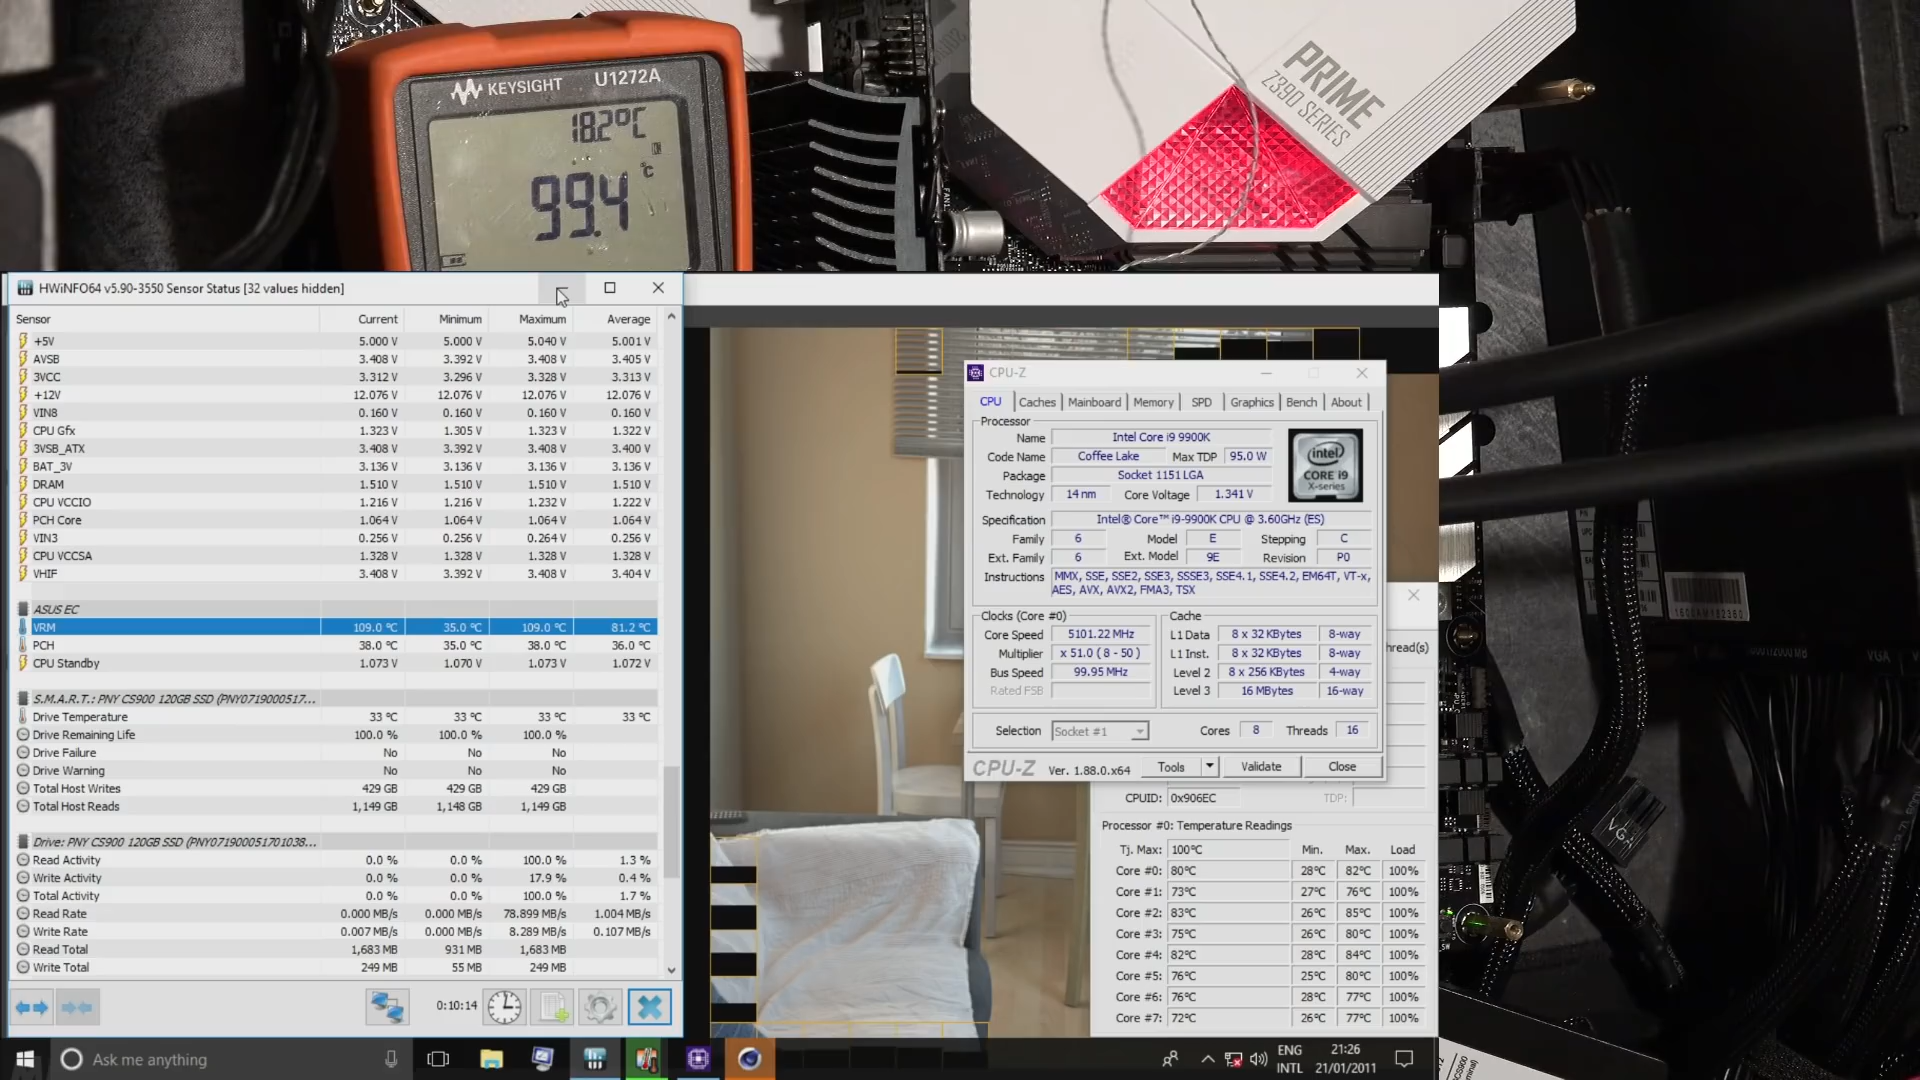 KEYSIGHT U1272A
18.2°C
°C
99.4
PRIME
Z390 SERIES
FAN1
HWiNFO64 v5.90-3550 Sensor Status [32 values hidden]
Sensor Current Minimum Maximum Average
+5V 5.000 V 5.000 V 5.040 V 5.001 V
AVSB 3.408 V 3.392 V 3.408 V 3.405 V
3VCC 3.312 V 3.296 V 3.328 V 3.313 V
+12V 12.076 V 12.076 V 12.076 V 12.076 V
VIN8 0.160 V 0.160 V 0.160 V 0.160 V
CPU Gfx 1.323 V 1.305 V 1.323 V 1.322 V
3VSB_ATX 3.408 V 3.392 V 3.408 V 3.400 V
BAT_3V 3.136 V 3.136 V 3.136 V 3.136 V
DRAM 1.510 V 1.510 V 1.510 V 1.510 V
CPU VCCIO 1.216 V 1.216 V 1.232 V 1.222 V
PCH Core 1.064 V 1.064 V 1.064 V 1.064 V
VIN3 0.256 V 0.256 V 0.264 V 0.256 V
CPU VCCSA 1.328 V 1.328 V 1.328 V 1.328 V
VHIF 3.408 V 3.392 V 3.408 V 3.404 V
ASUS EC
VRM 109.0 °C 35.0 °C 109.0 °C 81.2 °C
PCH 38.0 °C 35.0 °C 38.0 °C 36.0 °C
CPU Standby 1.073 V 1.070 V 1.073 V 1.072 V
S.M.A.R.T.: PNY CS900 120GB SSD (PNY0719000517...
Drive Temperature 33 °C 33 °C 33 °C 33 °C
Drive Remaining Life 100.0 % 100.0 % 100.0 %
Drive Failure No No No
Drive Warning No No No
Total Host Writes 429 GB 429 GB 429 GB
Total Host Reads 1,149 GB 1,148 GB 1,149 GB
Drive: PNY CS900 120GB SSD (PNY071900051701038...
Read Activity 0.0 % 0.0 % 100.0 % 1.3 %
Write Activity 0.0 % 0.0 % 17.9 % 0.4 %
Total Activity 0.0 % 0.0 % 100.0 % 1.7 %
Read Rate 0.000 MB/s 0.000 MB/s 78.899 MB/s 1.004 MB/s
Write Rate 0.007 MB/s 0.000 MB/s 8.289 MB/s 0.107 MB/s
Read Total 1,683 MB 931 MB 1,683 MB
Write Total 249 MB 55 MB 249 MB
0:10:14
CPU-Z
CPU Caches Mainboard Memory SPD Graphics Bench About
Processor
Name Intel Core i9 9900K
Code Name Coffee Lake Max TDP 95.0 W
Package Socket 1151 LGA
Technology 14 nm Core Voltage 1.341 V
intel
CORE i9
X-series
Specification Intel® Core™ i9-9900K CPU @ 3.60GHz (ES)
Family 6 Model E Stepping C
Ext. Family 6 Ext. Model 9E Revision P0
Instructions MMX, SSE, SSE2, SSE3, SSSE3, SSE4.1, SSE4.2, EM64T, VT-x,
AES, AVX, AVX2, FMA3, TSX
Clocks (Core #0) Cache
Core Speed 5101.22 MHz L1 Data 8 x 32 KBytes 8-way
Multiplier x 51.0 ( 8 - 50 ) L1 Inst. 8 x 32 KBytes 8-way
Bus Speed 99.95 MHz Level 2 8 x 256 KBytes 4-way
Rated FSB Level 3 16 MBytes 16-way
Selection Socket #1 Cores 8 Threads 16
CPU-Z Ver. 1.88.0.x64 Tools Validate Close
hread(s)
CPUID: 0x906EC TDP:
Processor #0: Temperature Readings
Tj. Max: 100°C Min. Max. Load
Core #0: 80°C 28°C 82°C 100%
Core #1: 73°C 27°C 76°C 100%
Core #2: 83°C 26°C 85°C 100%
Core #3: 75°C 26°C 80°C 100%
Core #4: 82°C 28°C 84°C 100%
Core #5: 76°C 25°C 80°C 100%
Core #6: 76°C 28°C 77°C 100%
Core #7: 72°C 26°C 77°C 100%
VGA
VGA
Ask me anything
ENG
INTL
21:26
21/01/2011